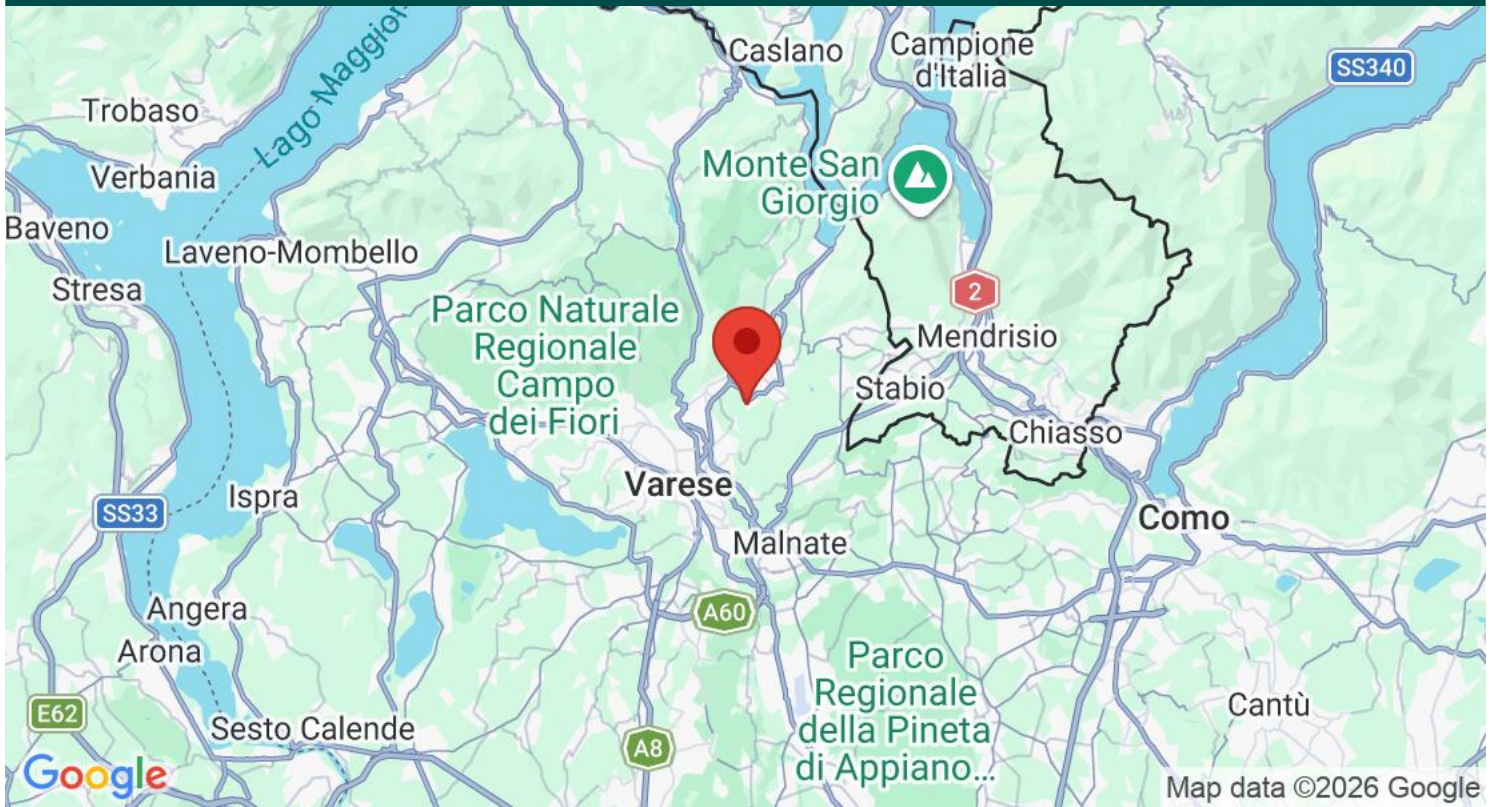 Caslano
Campione
d'Italia
SS340
Trobaso
Lago Maggior
Verbania
Monte San
Giorgio
Baveno
Laveno-Mombello
Stresa
2
Parco Naturale
Regionale
Campo
dei Fiori
Mendrisio
Stabio
Chiasso
Varese
Ispra
SS33
Como
Malnate
Angera
A60
Arona
Parco
Regionale
della Pineta
di Appiano...
Cantù
E62
Sesto Calende
A8
Google
Map data ©2026 Google